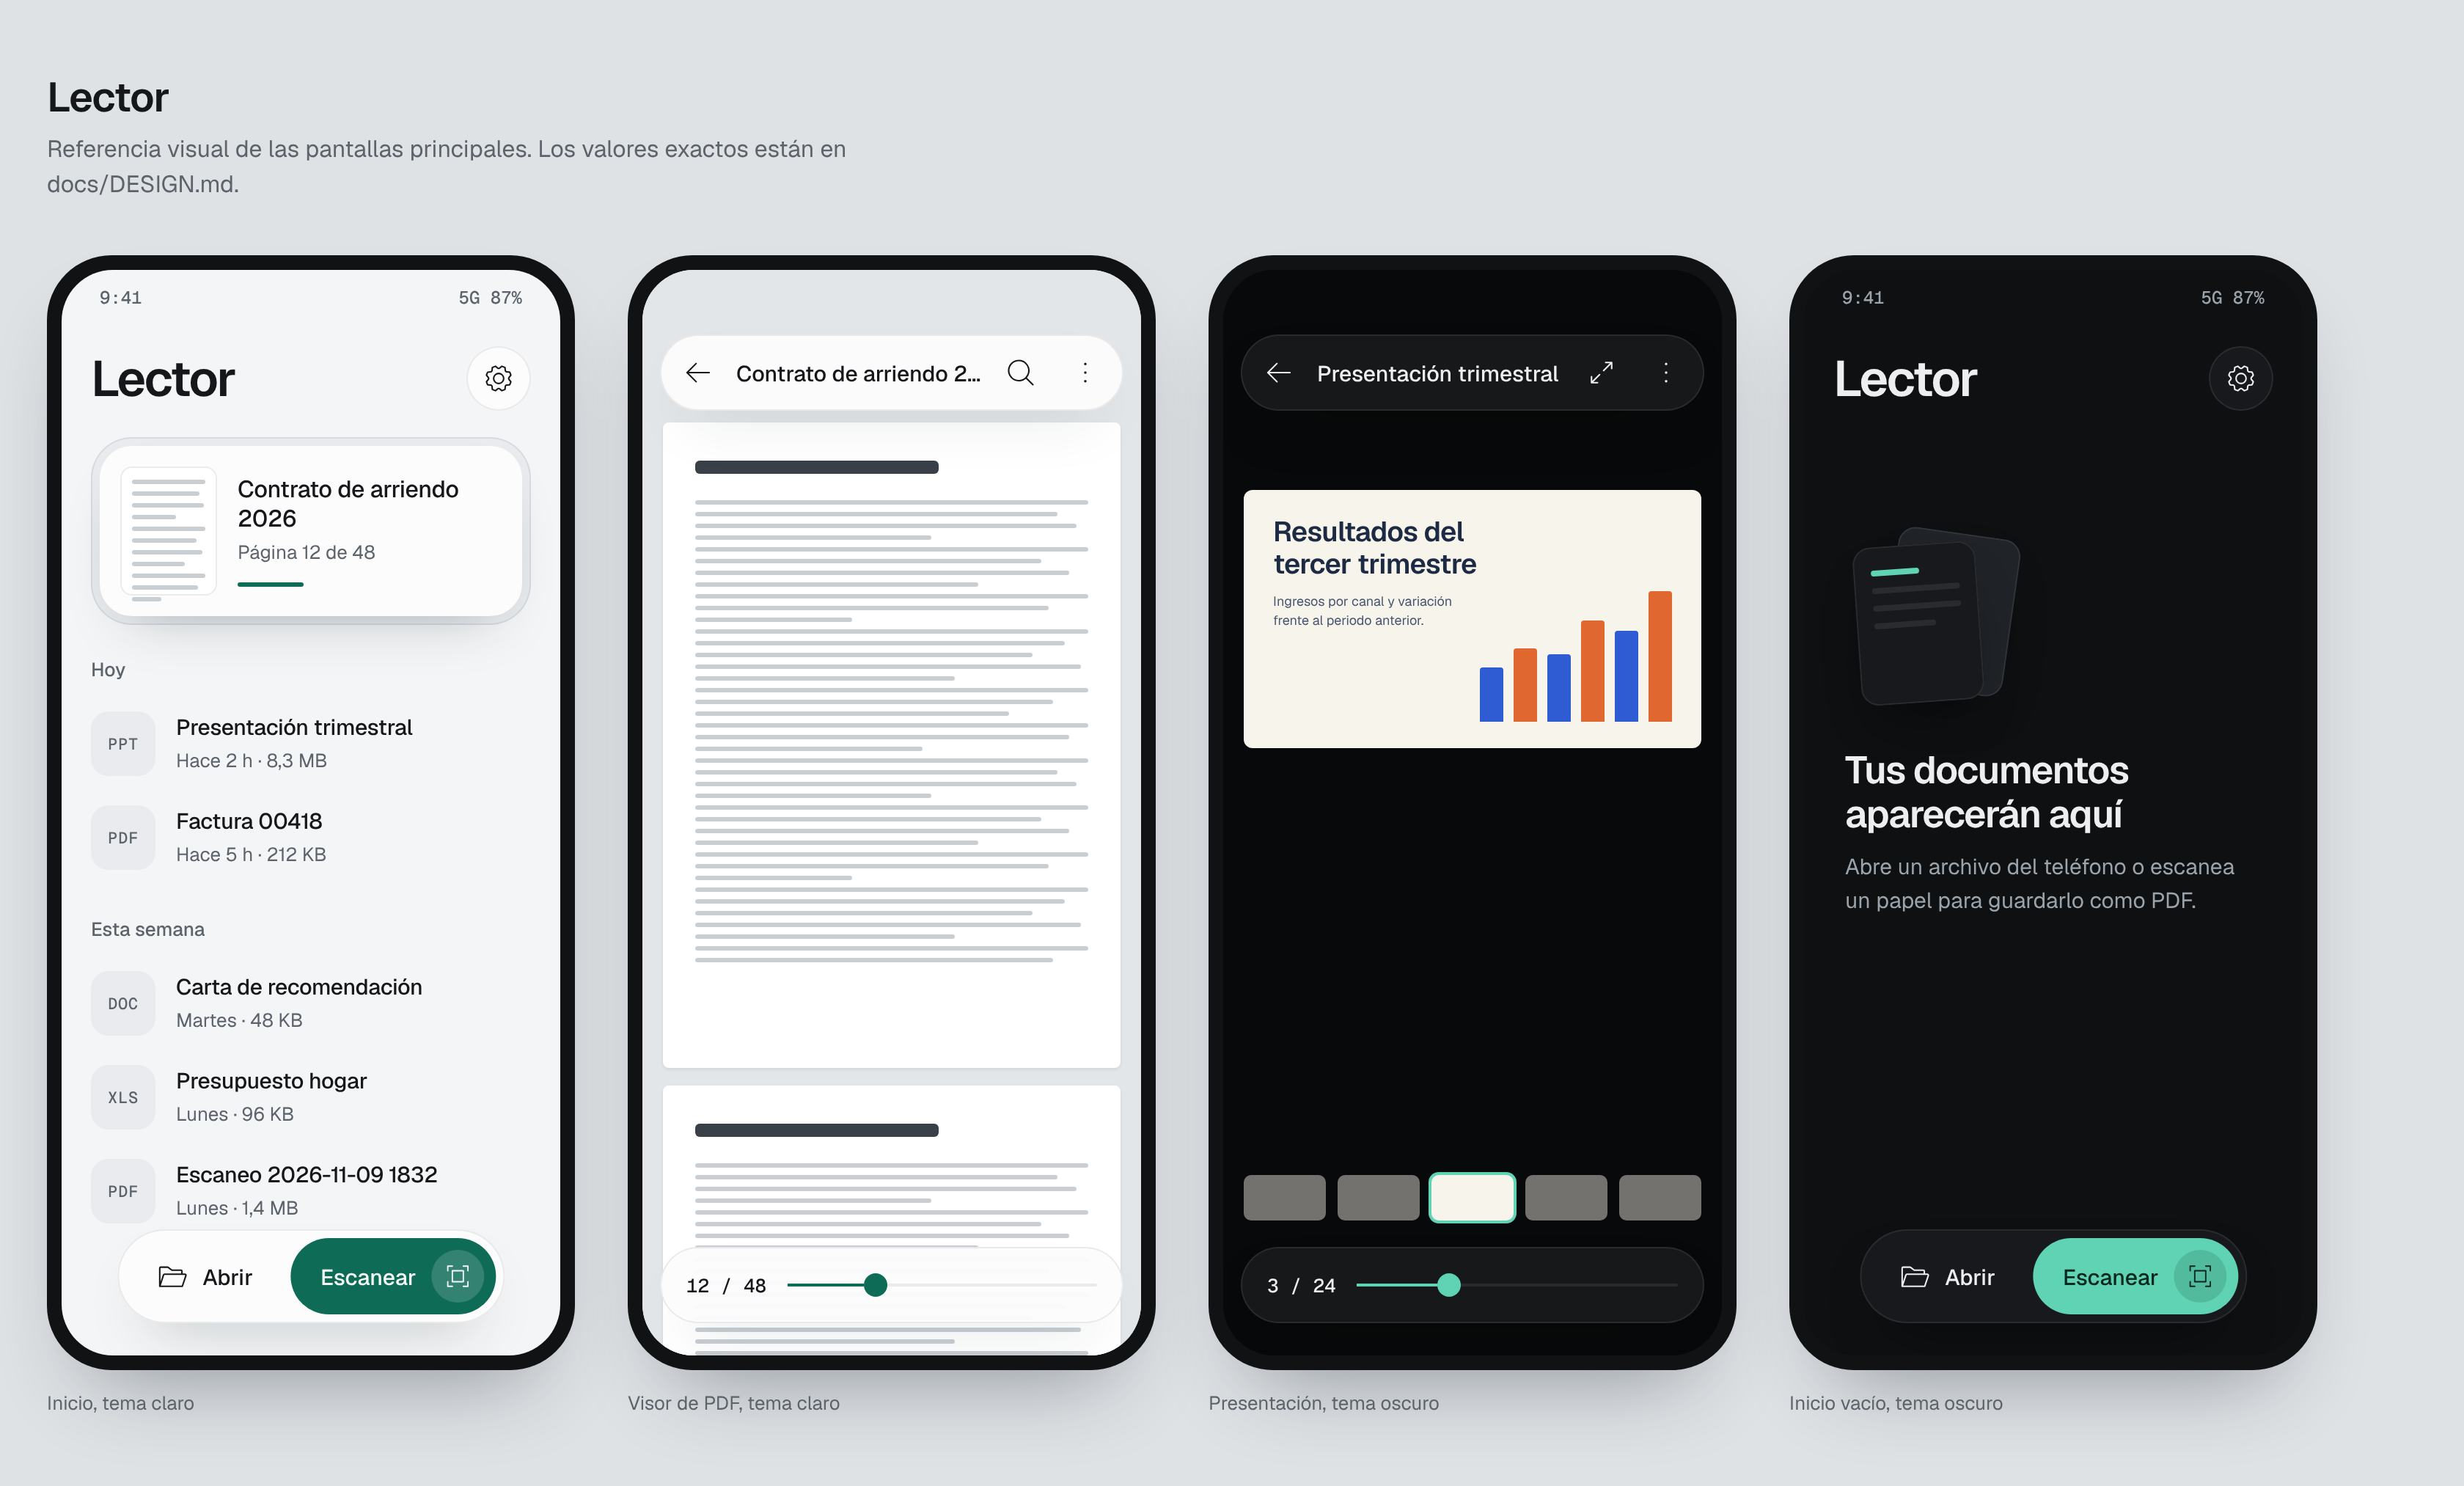 Lector
Referencia visual de las pantallas principales. Los valores exactos están en
docs/DESIGN.md.
9:41
5G 87%
Lector
Contrato de arriendo
2026
Página 12 de 48
Hoy
PPT
Presentación trimestral
Hace 2 h · 8,3 MB
PDF
Factura 00418
Hace 5 h · 212 KB
Esta semana
DOC
Carta de recomendación
Martes · 48 KB
XLS
Presupuesto hogar
Lunes · 96 KB
PDF
Escaneo 2026-11-09 1832
Lunes · 1,4 MB
Abrir
Escanear
Inicio, tema claro
Contrato de arriendo 2...
12 / 48
Visor de PDF, tema claro
Presentación trimestral
Resultados del
tercer trimestre
Ingresos por canal y variación
frente al periodo anterior.
3 / 24
Presentación, tema oscuro
9:41
5G 87%
Lector
Tus documentos
aparecerán aquí
Abre un archivo del teléfono o escanea
un papel para guardarlo como PDF.
Abrir
Escanear
Inicio vacío, tema oscuro